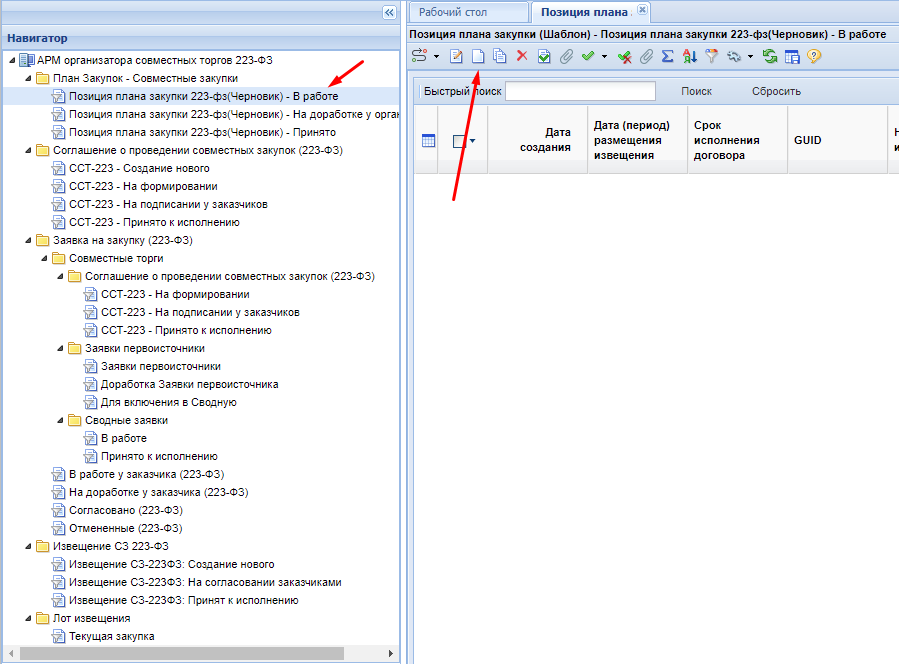 Навигатор
АРМ организатора совместных торгов 223-ФЗ
План Закупок - Совместные закупки
Позиция плана закупки 223-фз(Черновик) - В работе
Позиция плана закупки 223-фз(Черновик) - На доработке у орган
Позиция плана закупки 223-фз(Черновик) - Принято
Соглашение о проведении совместных закупок (223-ФЗ)
ССТ-223 - Создание нового
ССТ-223 - На формировании
ССТ-223 - На подписании у заказчиков
ССТ-223 - Принято к исполнению
Заявка на закупку (223-ФЗ)
Совместные торги
Соглашение о проведении совместных закупок (223-ФЗ)
ССТ-223 - На формировании
ССТ-223 - На подписании у заказчиков
ССТ-223 - Принято к исполнению
Заявки первоисточники
Заявки первоисточники
Доработка Заявки первоисточника
Для включения в Сводную
Сводные заявки
В работе
Принято к исполнению
В работе у заказчика (223-ФЗ)
На доработке у заказчика (223-ФЗ)
Согласовано (223-ФЗ)
Отмененные (223-ФЗ)
Извещение СЗ 223-ФЗ
Извещение СЗ-223ФЗ: Создание нового
Извещение СЗ-223ФЗ: На согласовании заказчиками
Извещение СЗ-223ФЗ: Принят к исполнению
Лот извещения
Текущая закупка
Рабочий стол
Позиция плана
Позиция плана закупки (Шаблон) - Позиция плана закупки 223-фз(Черновик) - В работе
Быстрый поиск
Поиск
Сбросить
Дата создания
Дата (период) размещения извещения
Срок исполнения договора
GUID